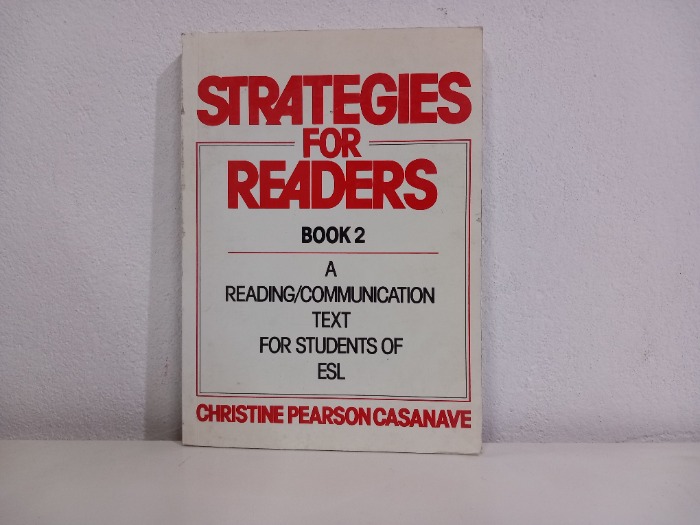 STRATEGIES
FOR
READERS
BOOK 2
A
READING/COMMUNICATION
TEXT
FOR STUDENTS OF
ESL
CHRISTINE PEARSON CASANAVE